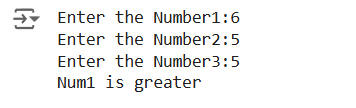 Enter the Number1:6
Enter the Number2:5
Enter the Number3:5
Num1 is greater